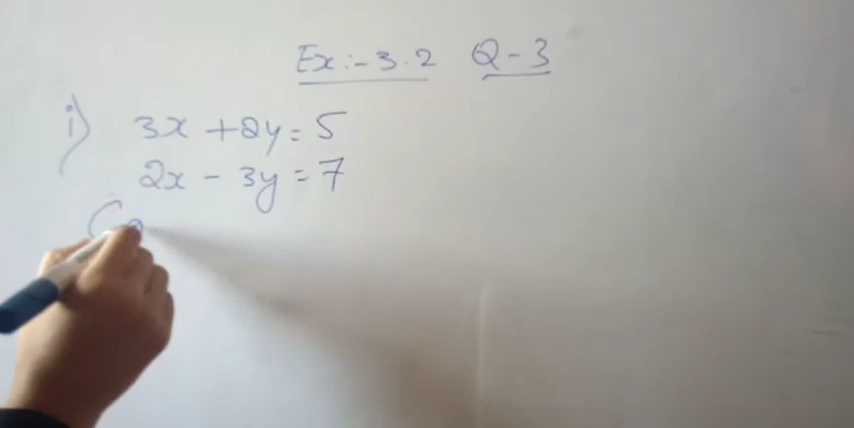 Ex:- 3.2 Q-3
i) 3x + 2y = 5
2x - 3y = 7